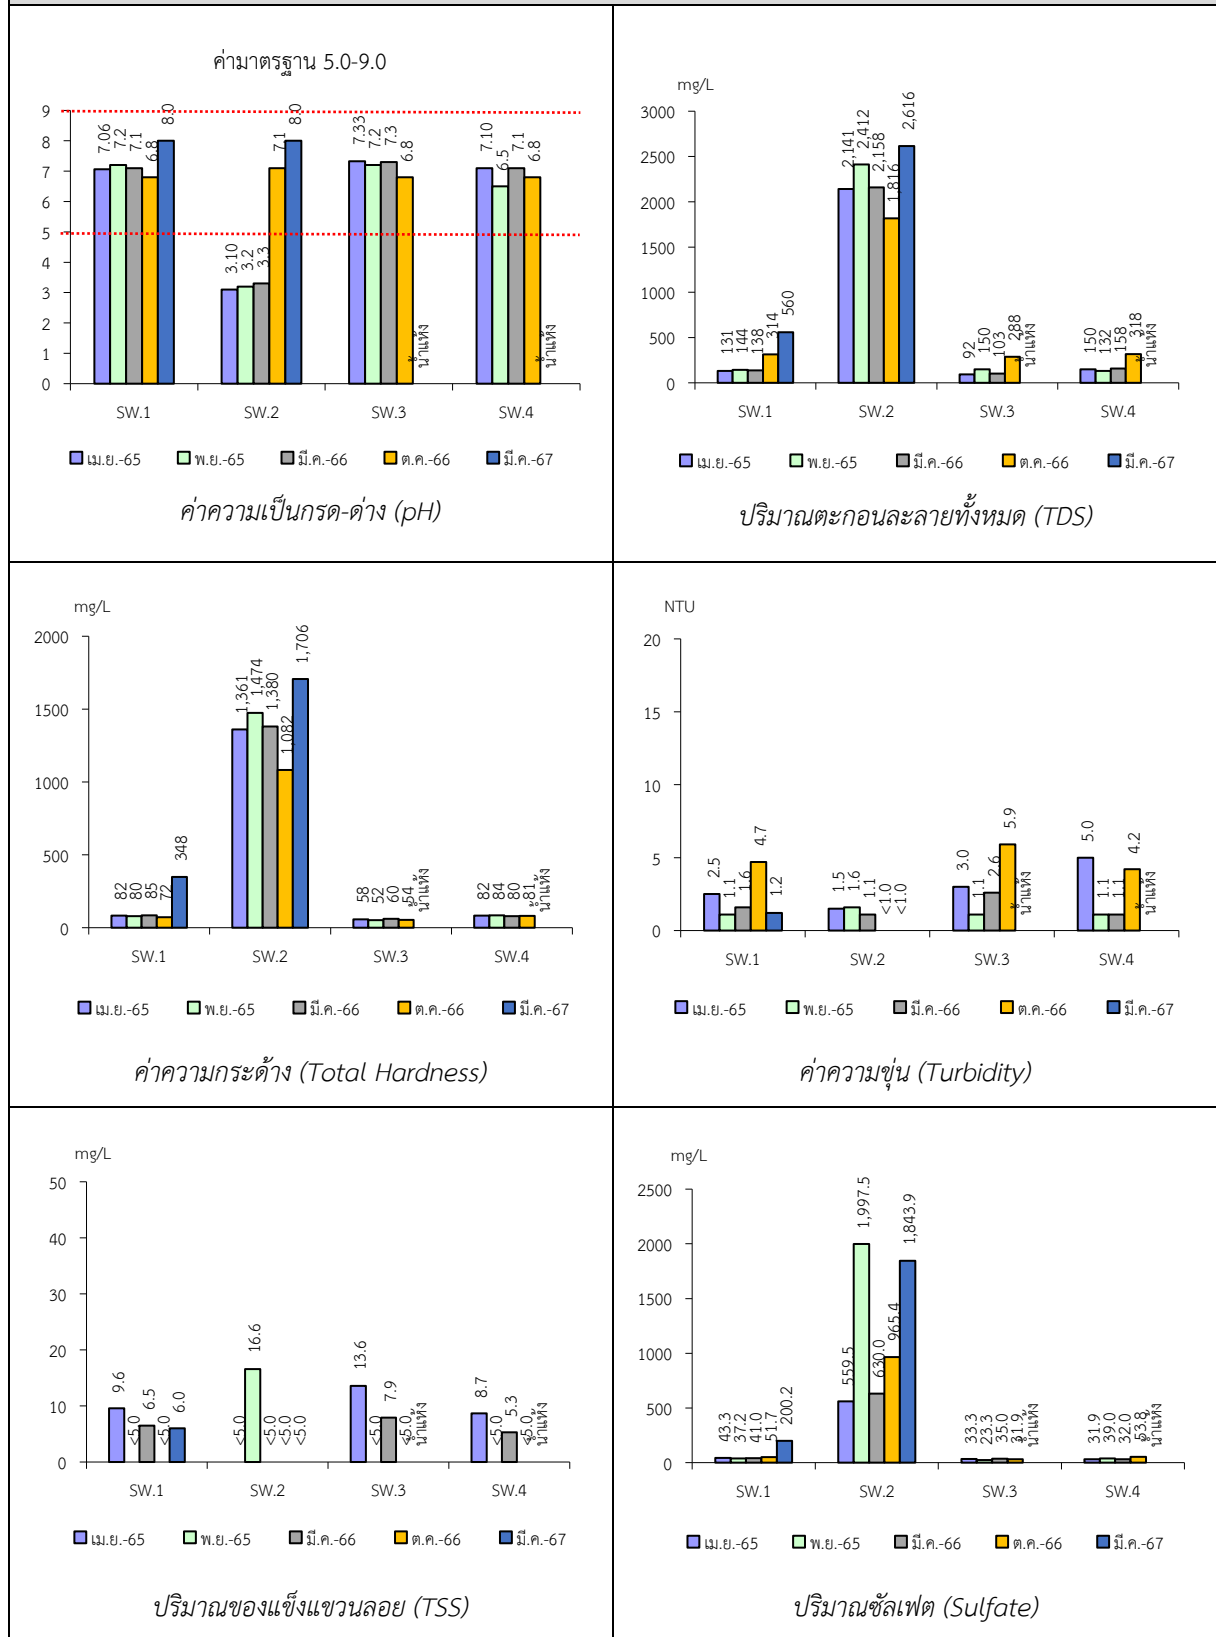 ค่ามาตรฐาน 5.0-9.0
9
8
7
6
5
4
3
2
1
0
7.06 7.2 7.1 6.8 8.0
3.10 3.2 3.3 7.1 8.0
7.33 7.2 7.3 6.8 น้ำแห้ง
7.10 6.5 7.1 6.8 น้ำแห้ง
SW.1 SW.2 SW.3 SW.4
เม.ย.-65 พ.ย.-65 มี.ค.-66 ต.ค.-66 มี.ค.-67
ค่าความเป็นกรด-ด่าง (pH)
mg/L
3000
2500
2000
1500
1000
500
0
131 144 138 314 560
2,141 2,412 2,158 1,816 2,616
92 150 103 288 น้ำแห้ง
150 132 158 318 น้ำแห้ง
SW.1 SW.2 SW.3 SW.4
เม.ย.-65 พ.ย.-65 มี.ค.-66 ต.ค.-66 มี.ค.-67
ปริมาณตะกอนละลายทั้งหมด (TDS)
mg/L
2000
1500
1000
500
0
82 80 85 72 348
1,361 1,474 1,380 1,082 1,706
58 52 60 54 น้ำแห้ง
82 84 80 81 น้ำแห้ง
SW.1 SW.2 SW.3 SW.4
เม.ย.-65 พ.ย.-65 มี.ค.-66 ต.ค.-66 มี.ค.-67
ค่าความกระด้าง (Total Hardness)
NTU
20
15
10
5
0
2.5 1.1 1.6 4.7 1.2
1.5 1.6 1.1 <1.0 <1.0
3.0 1.1 2.6 5.9 น้ำแห้ง
5.0 1.1 1.1 4.2 น้ำแห้ง
SW.1 SW.2 SW.3 SW.4
เม.ย.-65 พ.ย.-65 มี.ค.-66 ต.ค.-66 มี.ค.-67
ค่าความขุ่น (Turbidity)
mg/L
50
40
30
20
10
0
9.6 <5.0 6.5 <5.0 6.0
<5.0 16.6 <5.0 <5.0 <5.0
13.6 <5.0 7.9 <5.0 น้ำแห้ง
8.7 <5.0 5.3 <5.0 น้ำแห้ง
SW.1 SW.2 SW.3 SW.4
เม.ย.-65 พ.ย.-65 มี.ค.-66 ต.ค.-66 มี.ค.-67
ปริมาณของแข็งแขวนลอย (TSS)
mg/L
2500
2000
1500
1000
500
0
43.3 37.2 41.0 51.7 200.2
559.5 1,997.5 630.0 965.4 1,843.9
33.3 23.3 35.0 31.9 น้ำแห้ง
31.9 39.0 32.0 53.8 น้ำแห้ง
SW.1 SW.2 SW.3 SW.4
เม.ย.-65 พ.ย.-65 มี.ค.-66 ต.ค.-66 มี.ค.-67
ปริมาณซัลเฟต (Sulfate)